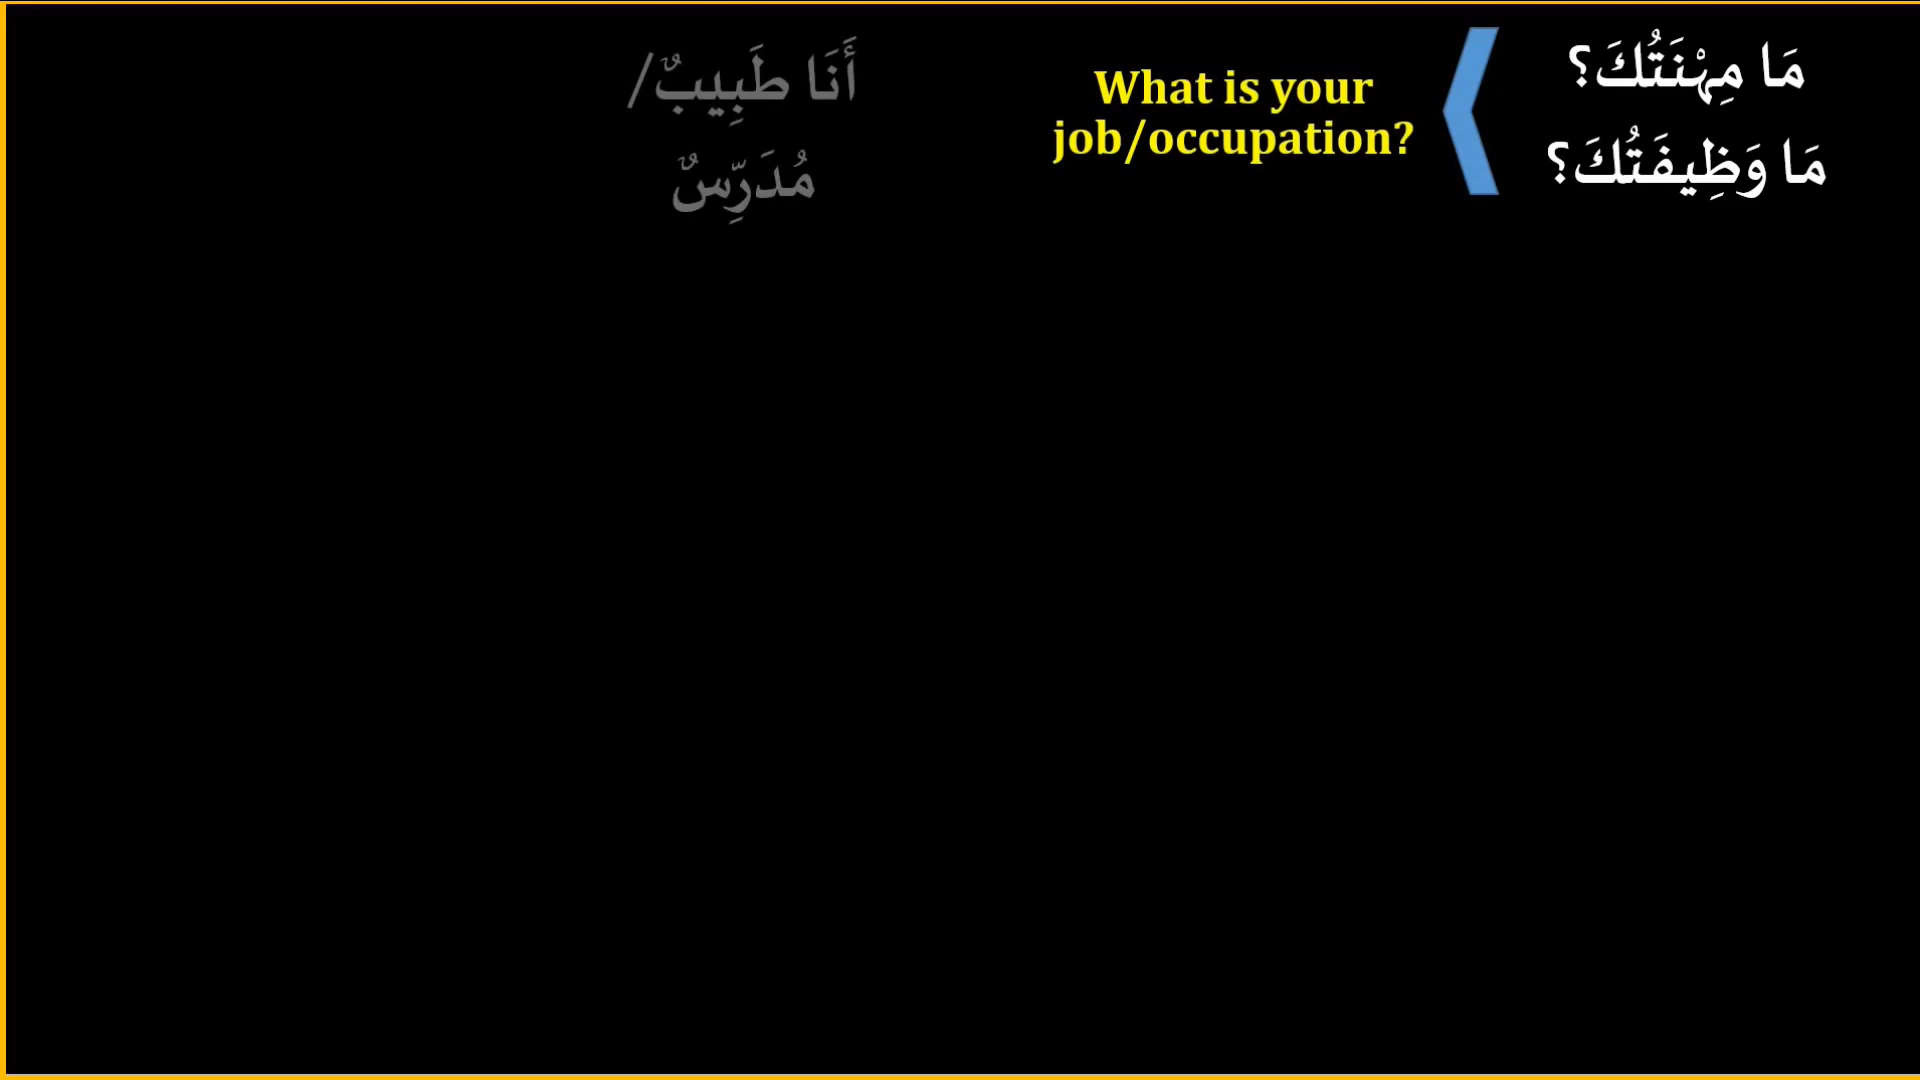 مَا مِهْنَتُكَ؟
مَا وَظِيفَتُكَ؟
What is your
job/occupation?
أَنَا طَبِيبٌ/
مُدَرِّسٌ